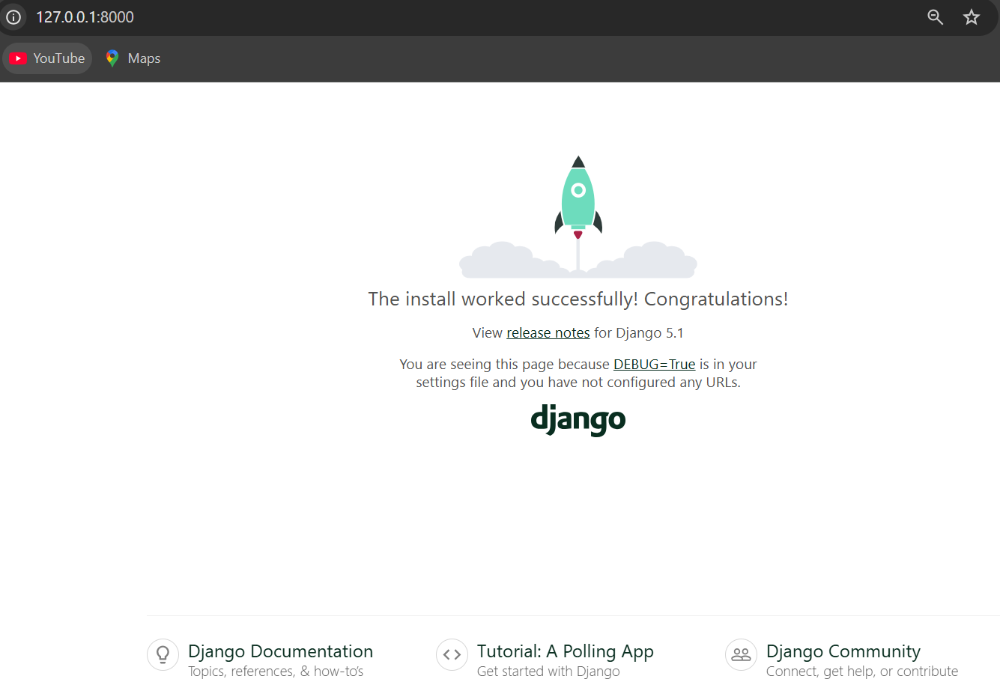 127.0.0.1:8000
YouTube
Maps
The install worked successfully! Congratulations!
View release notes for Django 5.1
You are seeing this page because DEBUG=True is in your
settings file and you have not configured any URLs.
django
Django Documentation
Topics, references, & how-to’s
Tutorial: A Polling App
Get started with Django
Django Community
Connect, get help, or contribute